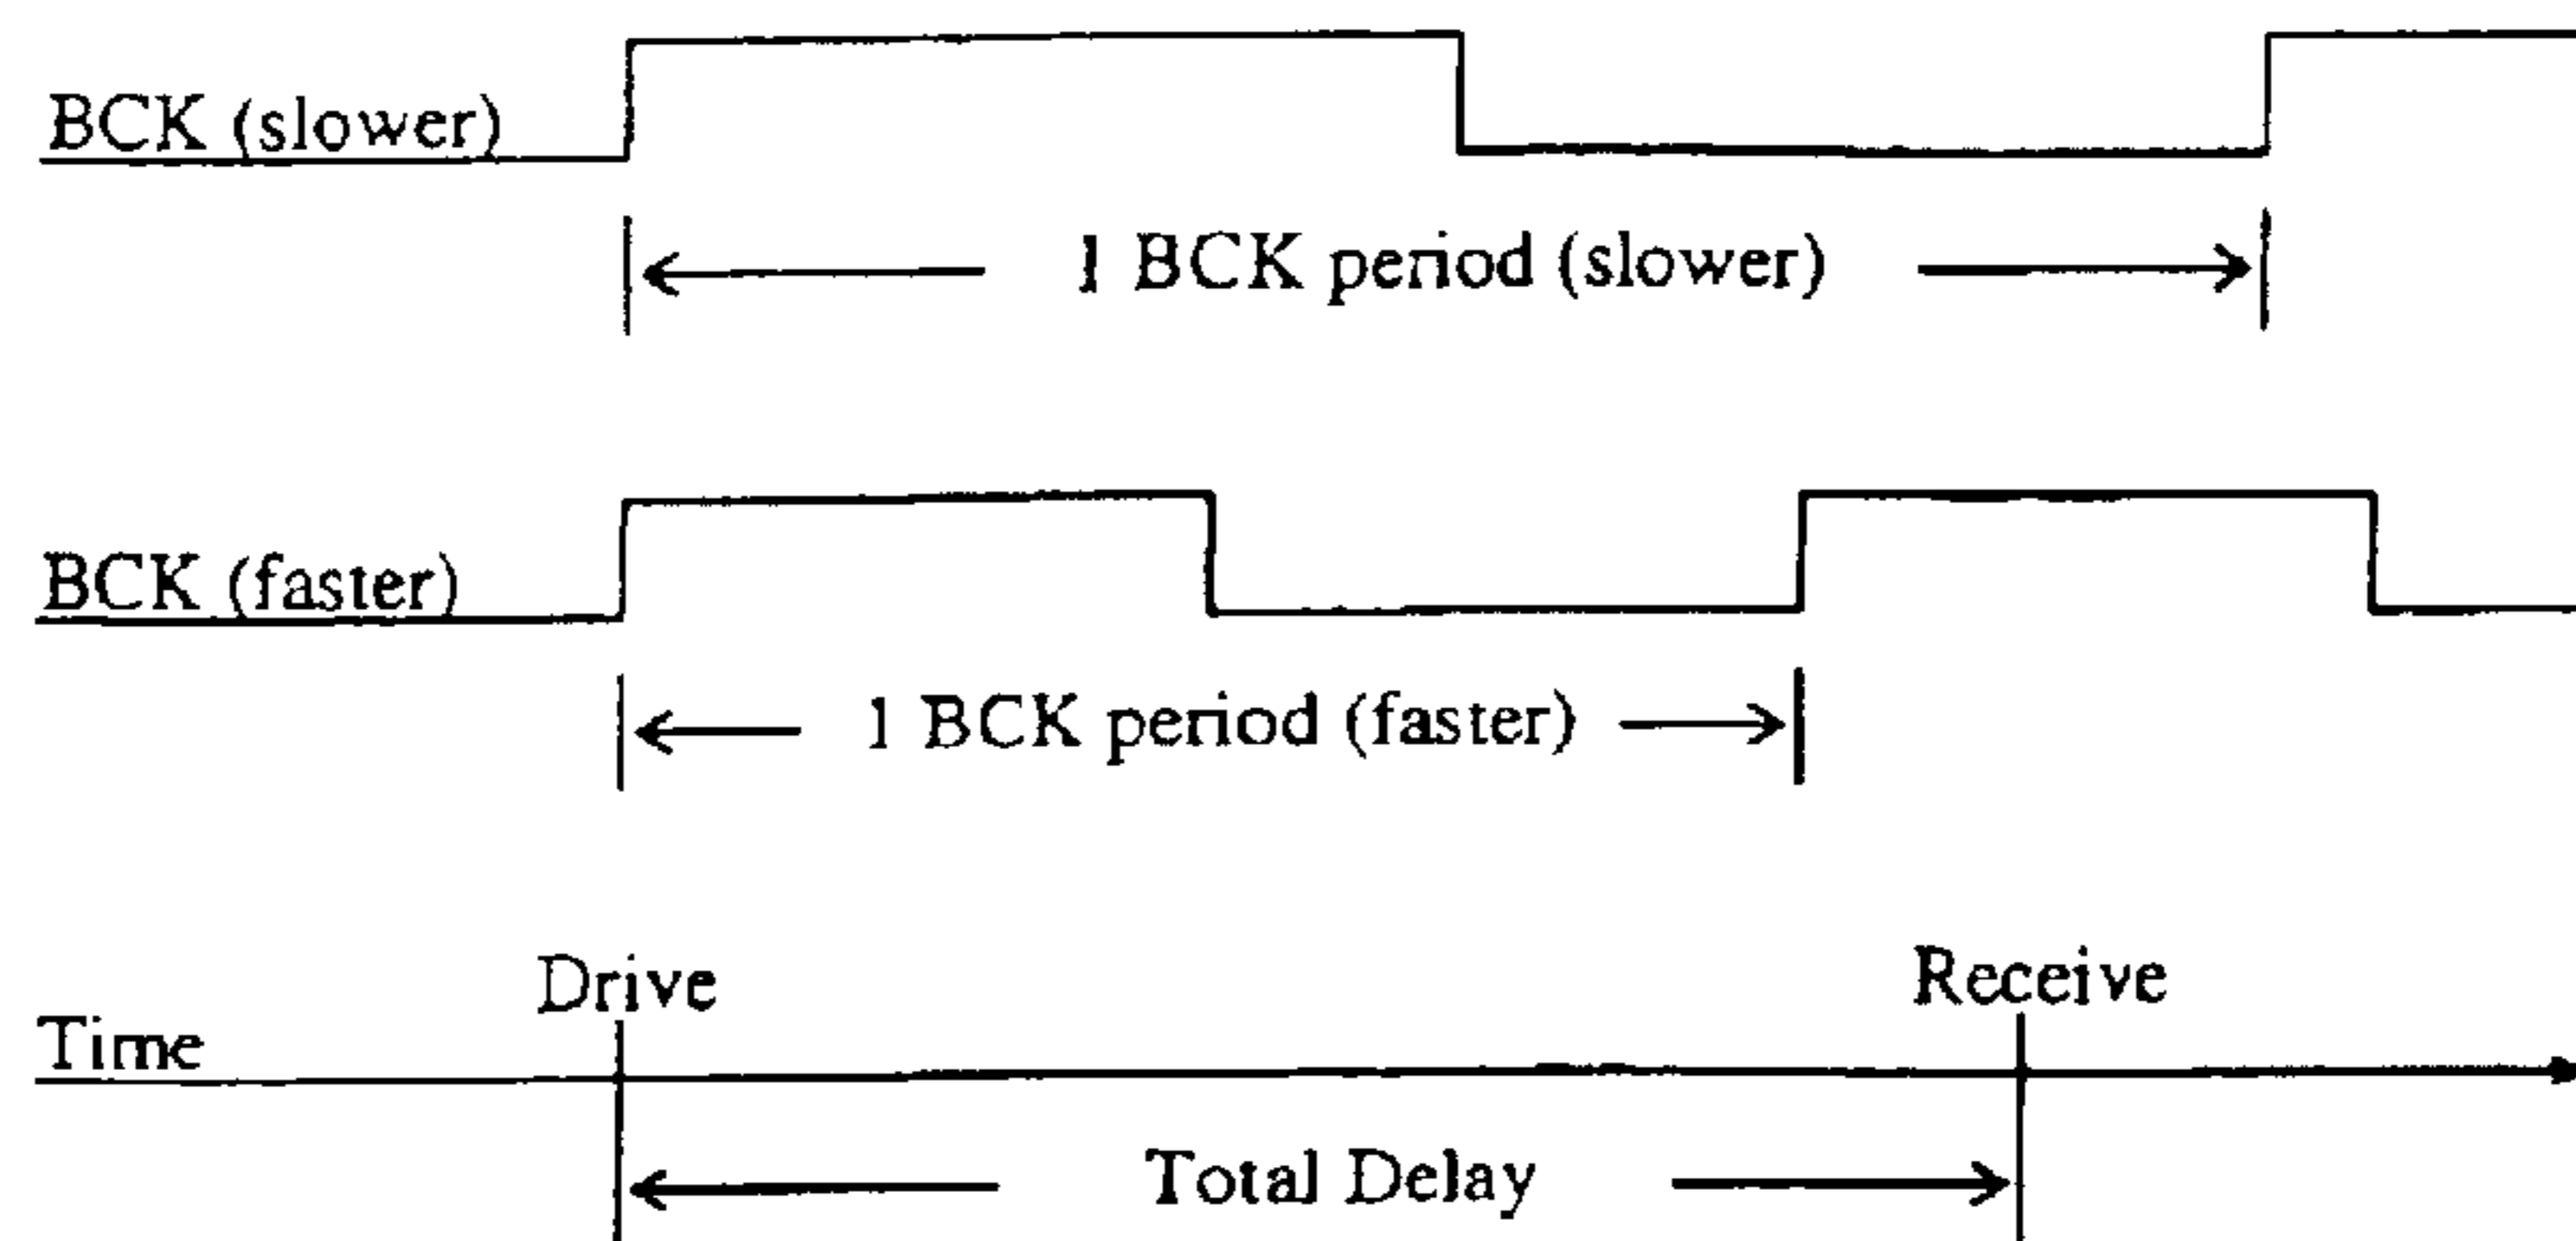 BCK (slower)
1 BCK period (slower)
BCK (faster)
1 BCK period (faster)
Drive
Receive
Time
Total Delay